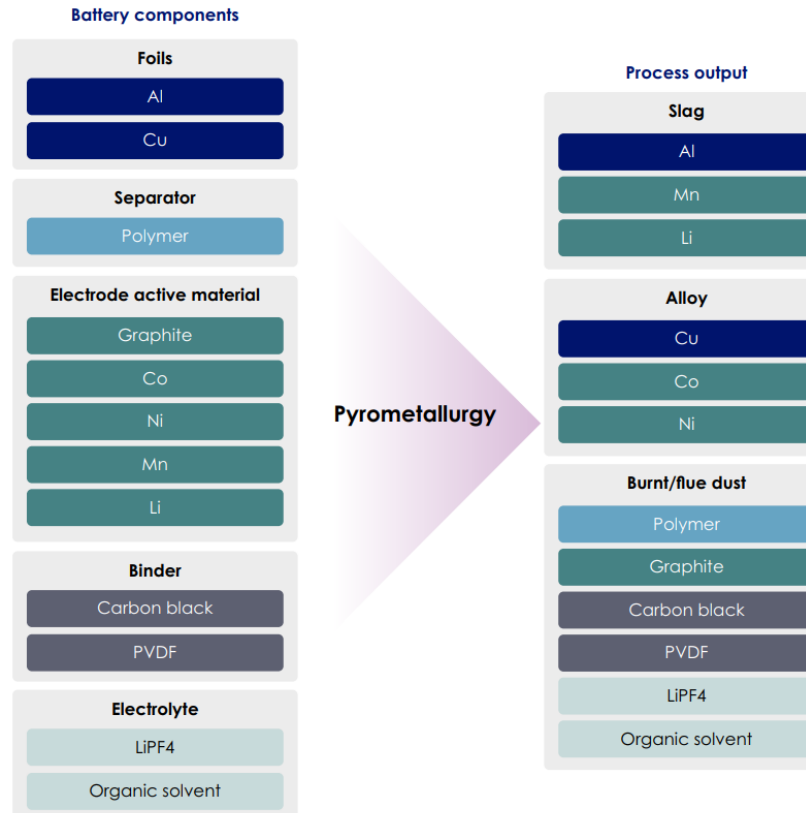 Battery components
Foils
Al
Cu
Separator
Polymer
Electrode active material
Graphite
Co
Ni
Mn
Li
Binder
Carbon black
PVDF
Electrolyte
LiPF4
Organic solvent
Pyrometallurgy
Process output
Slag
Al
Mn
Li
Alloy
Cu
Co
Ni
Burnt/flue dust
Polymer
Graphite
Carbon black
PVDF
LiPF4
Organic solvent